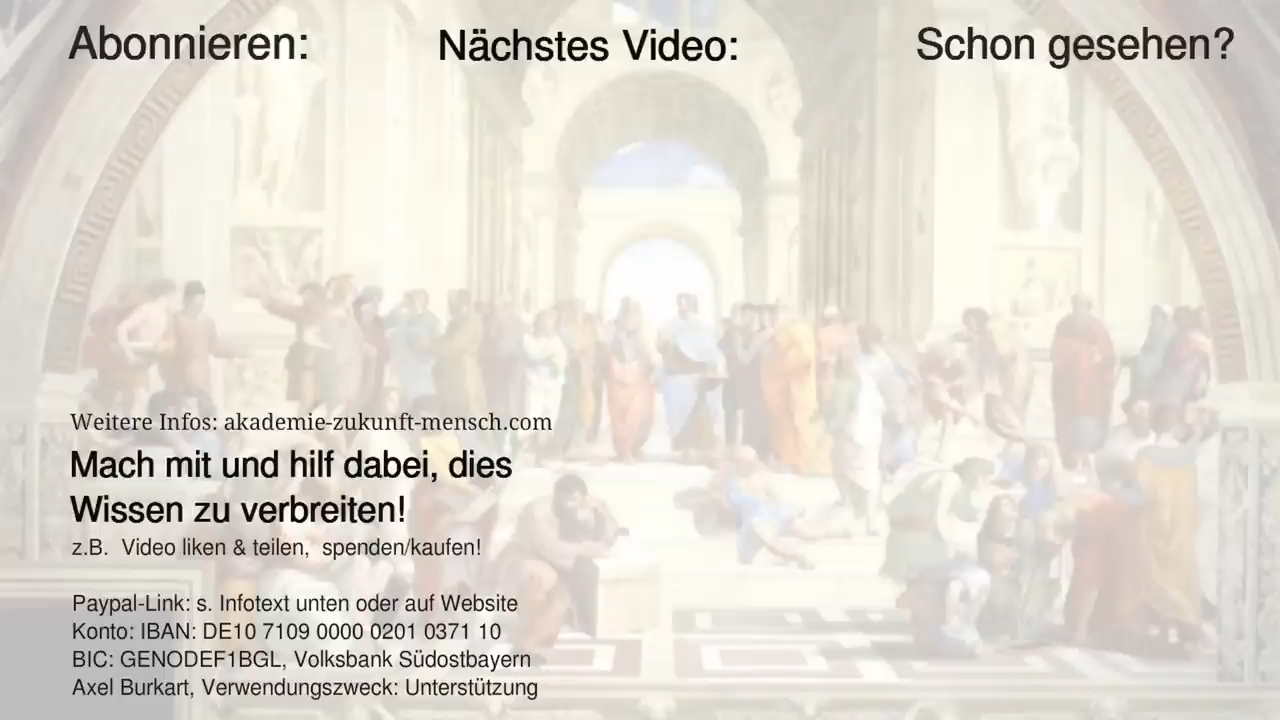 Abonnieren:
Nächstes Video:
Schon gesehen?
Weitere Infos: akademie-zukunft-mensch.com
Mach mit und hilf dabei, dies
Wissen zu verbreiten!
z.B. Video liken & teilen, spenden/kaufen!
Paypal-Link: s. Infotext unten oder auf Website
Konto: IBAN: DE10 7109 0000 0201 0371 10
BIC: GENODEF1BGL, Volksbank Südostbayern
Axel Burkart, Verwendungszweck: Unterstützung